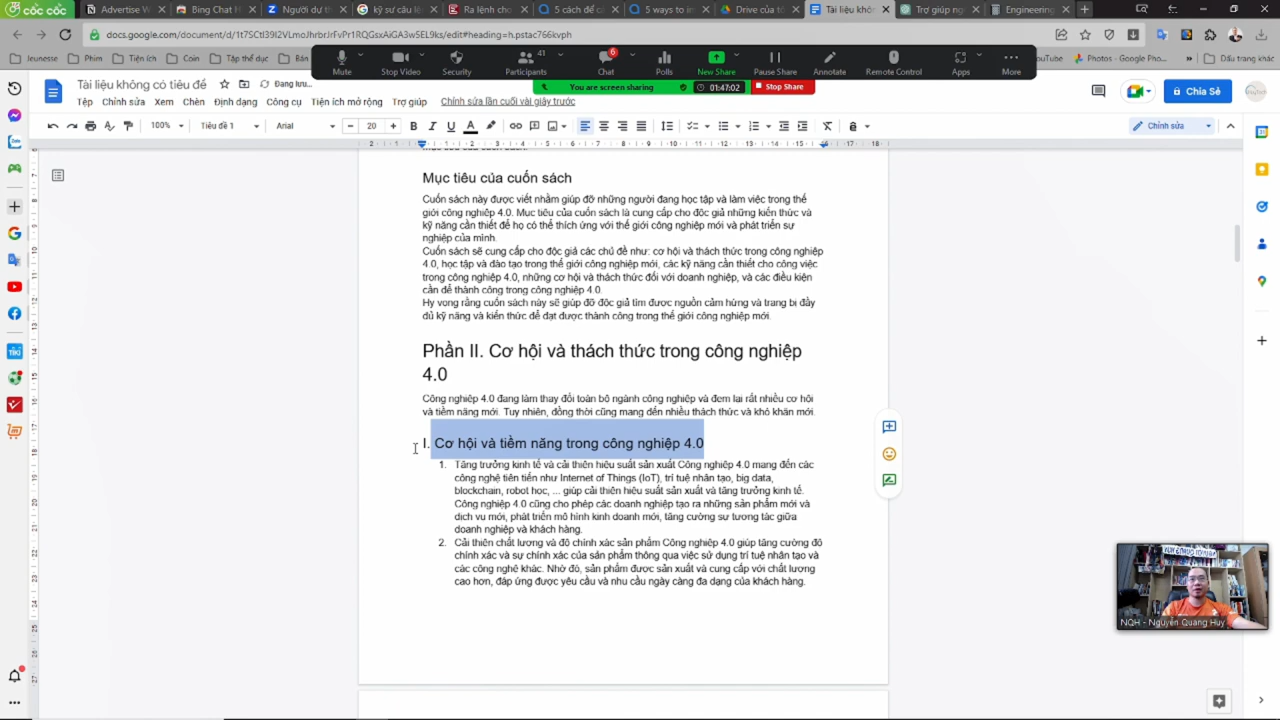 cốc cốc
Advertise W
Bing Chat
Người dự th
kỹ sư câu lệ
Ra lệnh cho
5 cách để c
5 ways to im
Drive của tô
Tài liệu khô
Trợ giúp ng
Engineering
docs.google.com/document/d/
/edit#heading=h.pstac766kvph
Jeunesse
Phim
Tiện ích
Coin
Tập thể
Bán
YouTube
Photos - Google Pho...
Dấu trang khác
Mute
Stop Video
Security
41
Participants
6
Chat
Polls
New Share
Pause Share
Annotate
Remote Control
Apps
More
You are screen sharing
01:47:02
Stop Share
liệu không có tiêu đề
Đang lưu...
Tệp
Chỉnh sửa
Xem
Chèn
Định dạng
Công cụ
Tiện ích mở rộng
Trợ giúp
Chỉnh sửa lần cuối vài giây trước
Chia Sẻ
100%
Tiêu đề 1
Arial
20
Chỉnh sửa
Mục tiêu của cuốn sách
Cuốn sách này được viết nhằm giúp đỡ những người đang học tập và làm việc trong thế
giới công nghiệp 4.0. Mục tiêu của cuốn sách là cung cấp cho độc giả những kiến thức và
kỹ năng cần thiết để họ có thể thích ứng với thế giới công nghiệp mới và phát triển sự
nghiệp của mình.
Cuốn sách sẽ cung cấp cho độc giả các chủ đề như: cơ hội và thách thức trong công nghiệp
4.0, học tập và đào tạo trong thế giới công nghiệp mới, các kỹ năng cần thiết cho công việc
trong công nghiệp 4.0, những cơ hội và thách thức đối với doanh nghiệp, và các điều kiện
cần để thành công trong công nghiệp 4.0.
Hy vọng rằng cuốn sách này sẽ giúp đỡ độc giả tìm được nguồn cảm hứng và trang bị đầy
đủ kỹ năng và kiến thức để đạt được thành công trong thế giới công nghiệp mới.
Phần II. Cơ hội và thách thức trong công nghiệp
4.0
Công nghiệp 4.0 đang làm thay đổi toàn bộ ngành công nghiệp và đem lại rất nhiều cơ hội
và tiềm năng mới. Tuy nhiên, đồng thời cũng mang đến nhiều thách thức và khó khăn mới.
I. Cơ hội và tiềm năng trong công nghiệp 4.0
1. Tăng trưởng kinh tế và cải thiện hiệu suất sản xuất Công nghiệp 4.0 mang đến các
công nghệ tiên tiến như Internet of Things (IoT), trí tuệ nhân tạo, big data,
blockchain, robot học, ... giúp cải thiện hiệu suất sản xuất và tăng trưởng kinh tế.
Công nghiệp 4.0 cũng cho phép các doanh nghiệp tạo ra những sản phẩm mới và
dịch vụ mới, phát triển mô hình kinh doanh mới, tăng cường sự tương tác giữa
doanh nghiệp và khách hàng.
2. Cải thiện chất lượng và độ chính xác sản phẩm Công nghiệp 4.0 giúp tăng cường độ
chính xác và sự chính xác của sản phẩm thông qua việc sử dụng trí tuệ nhân tạo và
các công nghệ khác. Nhờ đó, sản phẩm được sản xuất và cung cấp với chất lượng
cao hơn, đáp ứng được yêu cầu và nhu cầu ngày càng đa dạng của khách hàng.
TIKI
NQH - Nguyễn Quang Huy